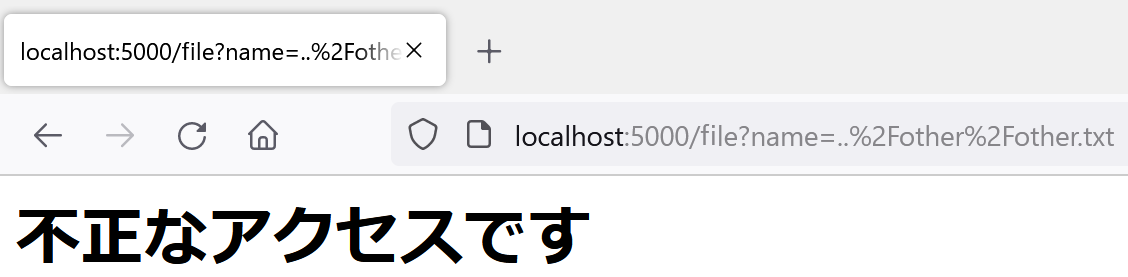 localhost:5000/file?name=..%2Fothe
localhost:5000/file?name=..%2Fother%2Fother.txt
不正なアクセスです